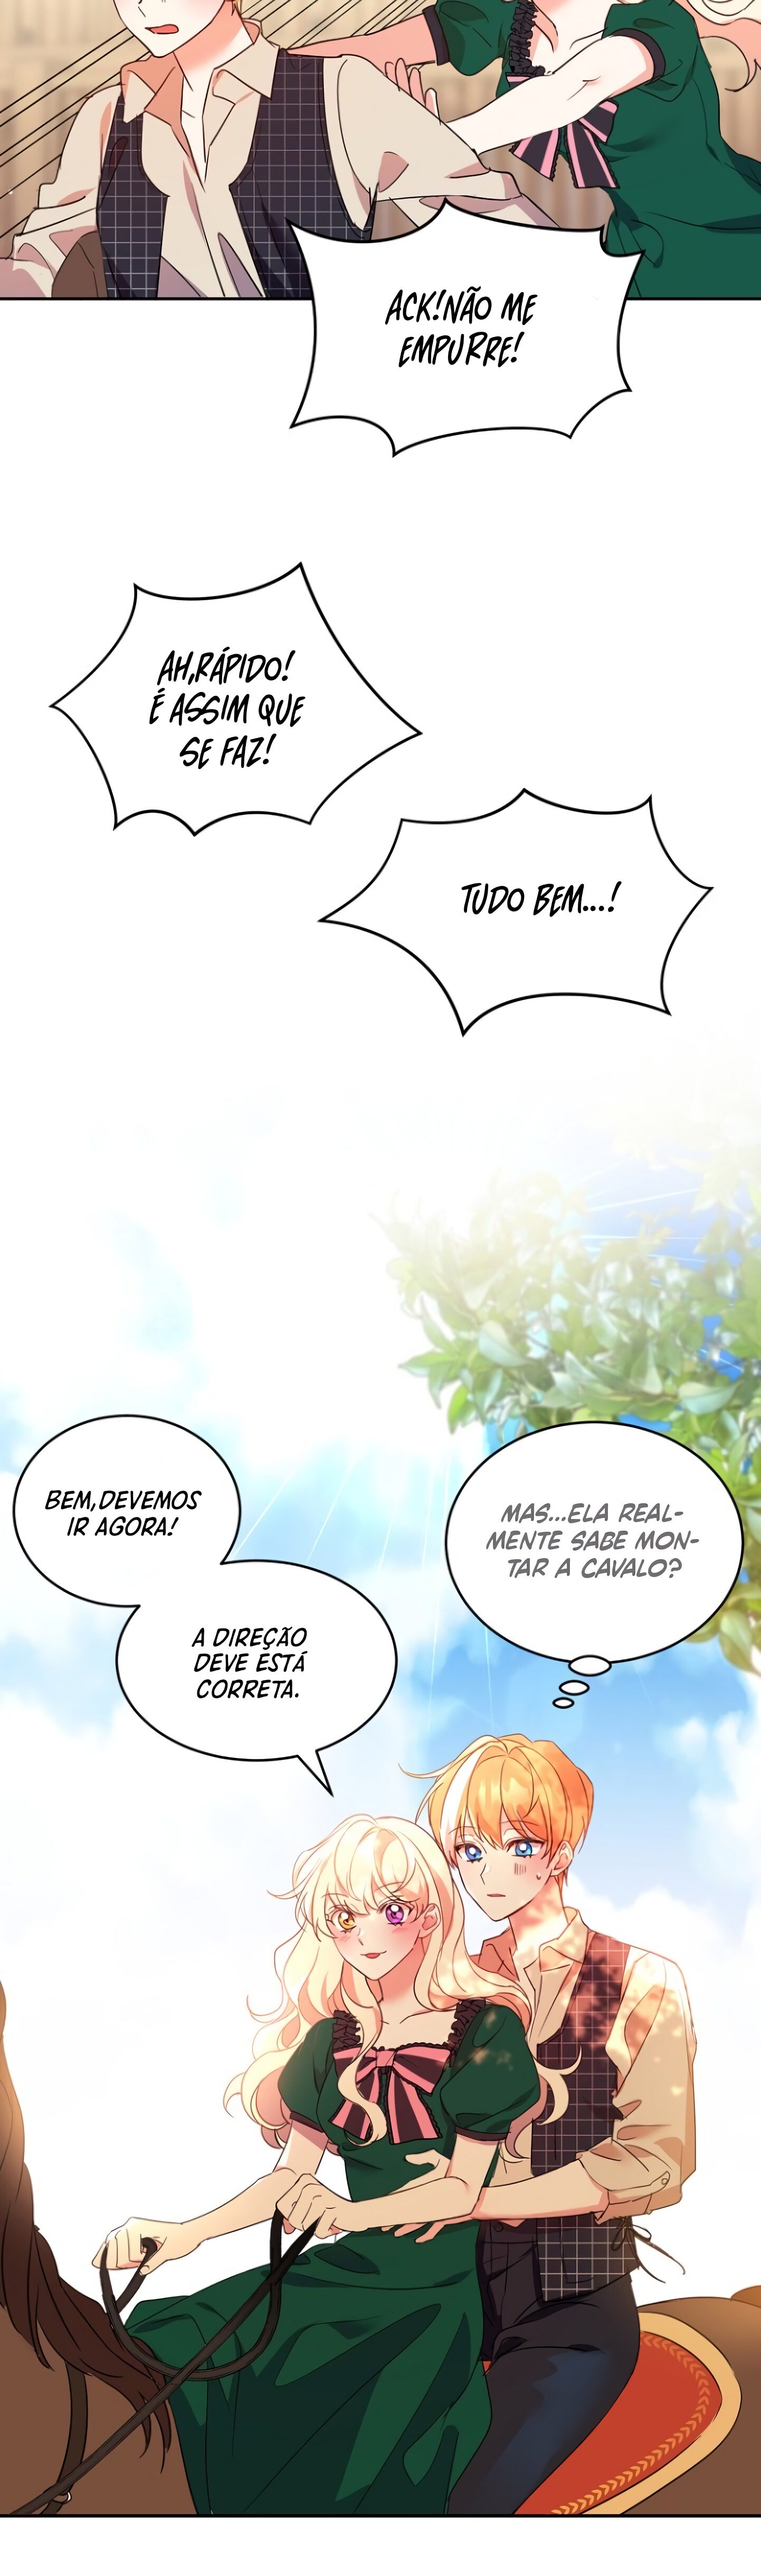 ACK!NÃO ME
EMPURRE!
AH,RÁPIDO!
É ASSIM QUE
SE FAZ!
TUDO BEM...!
BEM,DEVEMOS
IR AGORA!
A DIREÇÃO
DEVE ESTÁ
CORRETA.
MAS...ELA REAL-
MENTE SABE MON-
TAR A CAVALO?